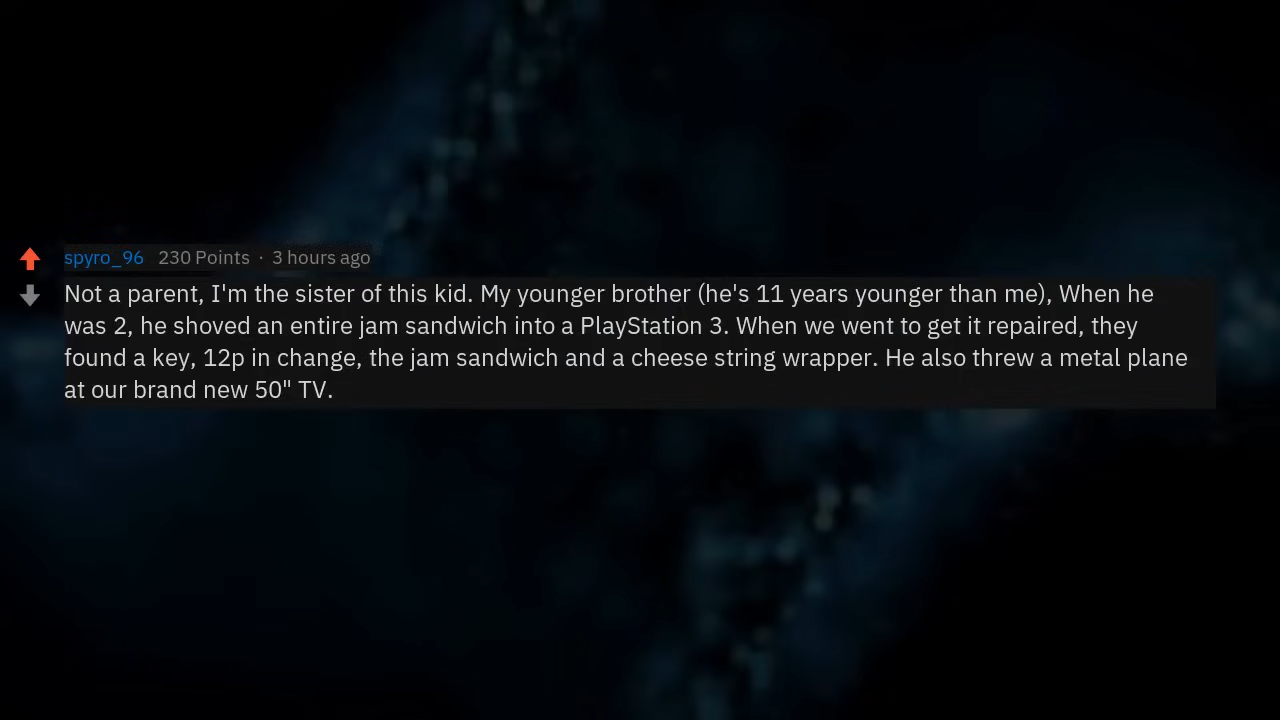 spyro_96 230 Points · 3 hours ago
Not a parent, I'm the sister of this kid. My younger brother (he's 11 years younger than me), When he
was 2, he shoved an entire jam sandwich into a PlayStation 3. When we went to get it repaired, they
found a key, 12p in change, the jam sandwich and a cheese string wrapper. He also threw a metal plane
at our brand new 50" TV.